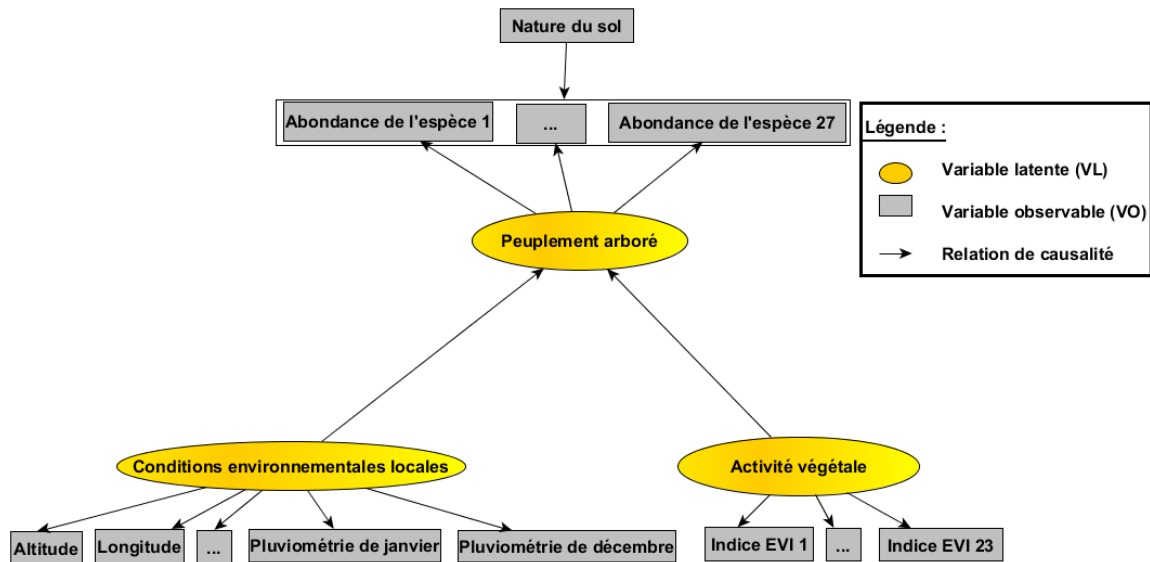 Nature du sol
Abondance de l'espèce 1
...
Abondance de l'espèce 27
Légende :
Variable latente (VL)
Variable observable (VO)
Relation de causalité
Peuplement arboré
Conditions environnementales locales
Activité végétale
Altitude
Longitude
...
Pluviométrie de janvier
Pluviométrie de décembre
Indice EVI 1
...
Indice EVI 23